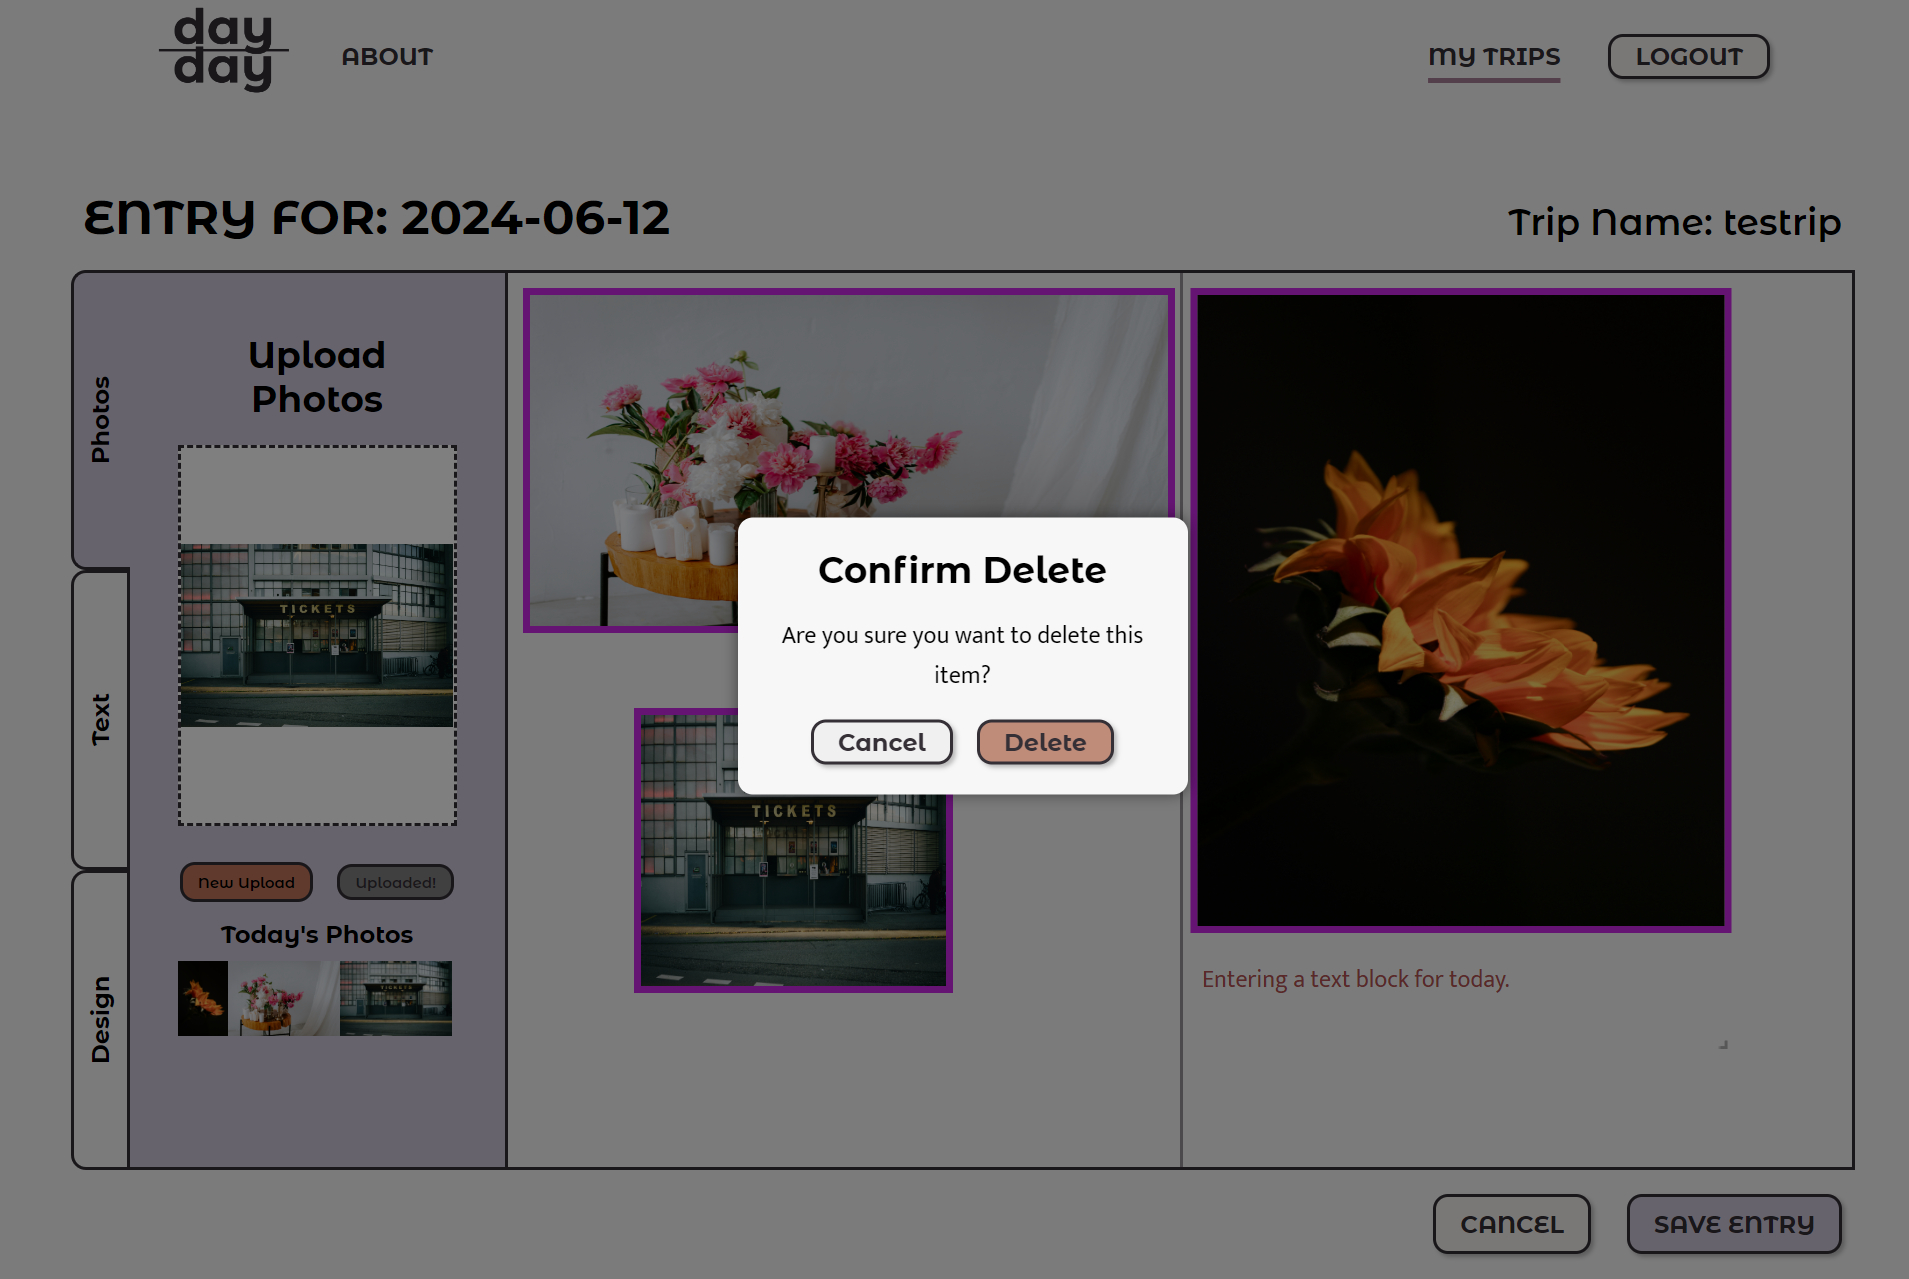 day
day
ABOUT
MY TRIPS
LOGOUT
ENTRY FOR: 2024-06-12
Trip Name: testrip
Photos
Text
Design
Upload
Photos
TICKETS
New Upload
Uploaded!
Today's Photos
TICKETS
Confirm Delete
Are you sure you want to delete this
item?
Cancel
Delete
Entering a text block for today.
CANCEL
SAVE ENTRY